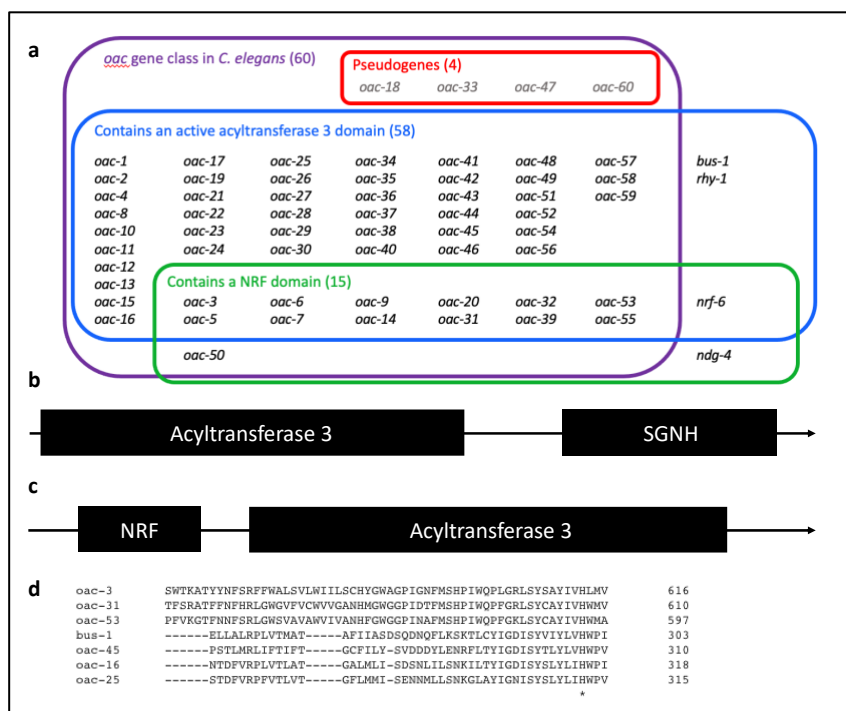 a
oac gene class in C. elegans (60)
Pseudogenes (4)
oac-18 oac-33 oac-47 oac-60
Contains an active acyltransferase 3 domain (58)
oac-1 oac-17 oac-25 oac-34 oac-41 oac-48 oac-57 bus-1
oac-2 oac-19 oac-26 oac-35 oac-42 oac-49 oac-58 rhy-1
oac-4 oac-21 oac-27 oac-36 oac-43 oac-51 oac-59
oac-8 oac-22 oac-28 oac-37 oac-44 oac-52
oac-10 oac-23 oac-29 oac-38 oac-45 oac-54
oac-11 oac-24 oac-30 oac-40 oac-46 oac-56
oac-12
Contains a NRF domain (15)
oac-13
oac-15 oac-3 oac-6 oac-9 oac-20 oac-32 oac-53 nrf-6
oac-16 oac-5 oac-7 oac-14 oac-31 oac-39 oac-55
oac-50 ndg-4
b
Acyltransferase 3 SGNH
c
NRF Acyltransferase 3
d
oac-3 SWTKATYYNFSRFFWALSVLWIILSCHYGWAGPIGNFMSHPIWQPLGRLSYSAYIVHLMV 616
oac-31 TFSRATFFNFHRLGWGVFVCWVVGANHMGWGGPIDTFMSHPIWQPFGRLSYCAYIVHWMV 610
oac-53 PFVKGTFNNFSRLGWSVAVAWVIVANHFGWGGPINAFMSHPIWQPFGKLSYCAYIVHWMA 597
bus-1 ------ELLALRPLVTMAT-----AFIIASDSQDNQFLKSKTLCYIGDISYVIYLVHWPI 303
oac-45 ------PSTLMRLIFTIFT-----GCFILY-SVDDDYLENRFLTYIGDISYTLYLVHWPV 310
oac-16 ------NTDFVRPLVTLAT-----GALMLI-SDSNLILSNKILTYIGDISYSLYLIHWPI 318
oac-25 ------STDFVRPFVTLVT-----GFLMMI-SENNMLLSNKGLAYIGNISYSLYLIHWPV 315
*